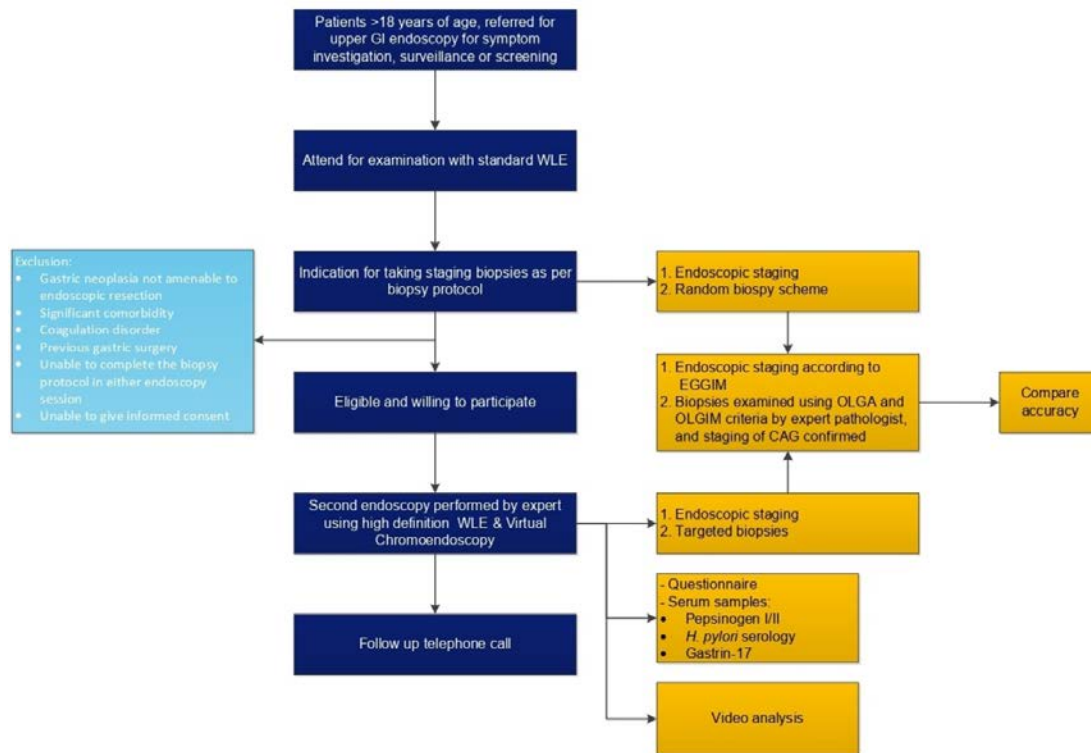 Patients >18 years of age, referred for
upper GI endoscopy for symptom
investigation, surveillance or screening
Attend for examination with standard WLE
Indication for taking staging biopsies as per
biopsy protocol
1. Endoscopic staging
2. Random biospy scheme
Exclusion:
• Gastric neoplasia not amenable to
endoscopic resection
• Significant comorbidity
• Coagulation disorder
• Previous gastric surgery
• Unable to complete the biopsy
protocol in either endoscopy
session
• Unable to give informed consent
Eligible and willing to participate
1. Endoscopic staging according to
EGGIM
2. Biopsies examined using OLGA and
OLGIM criteria by expert pathologist,
and staging of CAG confirmed
Compare
accuracy
Second endoscopy performed by expert
using high definition WLE & Virtual
Chromoendoscopy
1. Endoscopic staging
2. Targeted biopsies
- Questionnaire
- Serum samples:
• Pepsinogen I/II
• H. pylori serology
• Gastrin-17
Follow up telephone call
Video analysis